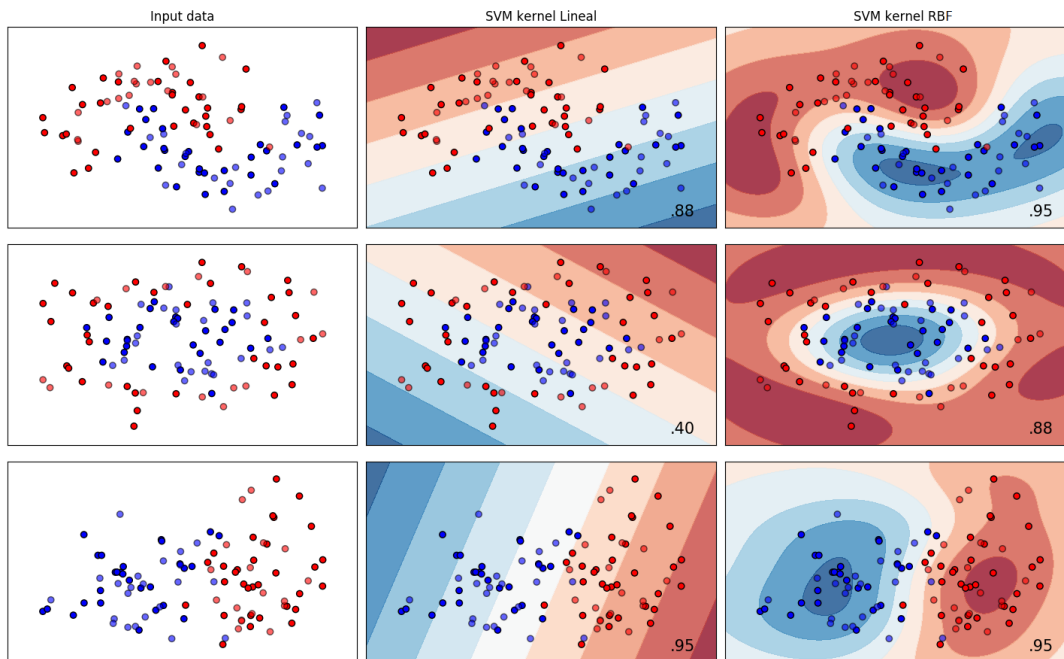 Input data
SVM kernel Lineal
SVM kernel RBF
.88
.95
.40
.88
.95
.95